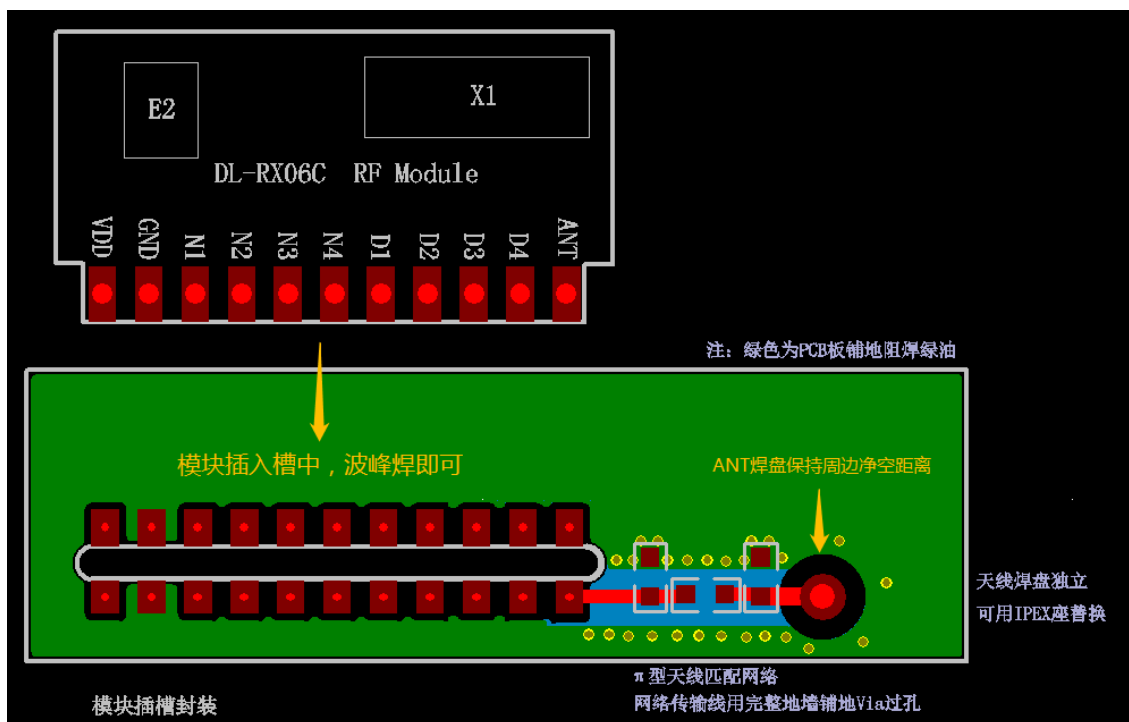 E2
X1
DL-RX06C RF Module
VDD GND N1 N2 N3 N4 D1 D2 D3 D4 ANT
注：绿色为PCB板铺地阻焊绿油
模块插入槽中，波峰焊即可
ANT焊盘保持周边净空距离
天线焊盘独立
可用IPEX座替换
π型天线匹配网络
网络传输线用完整地墙铺地Via过孔
模块插槽封装